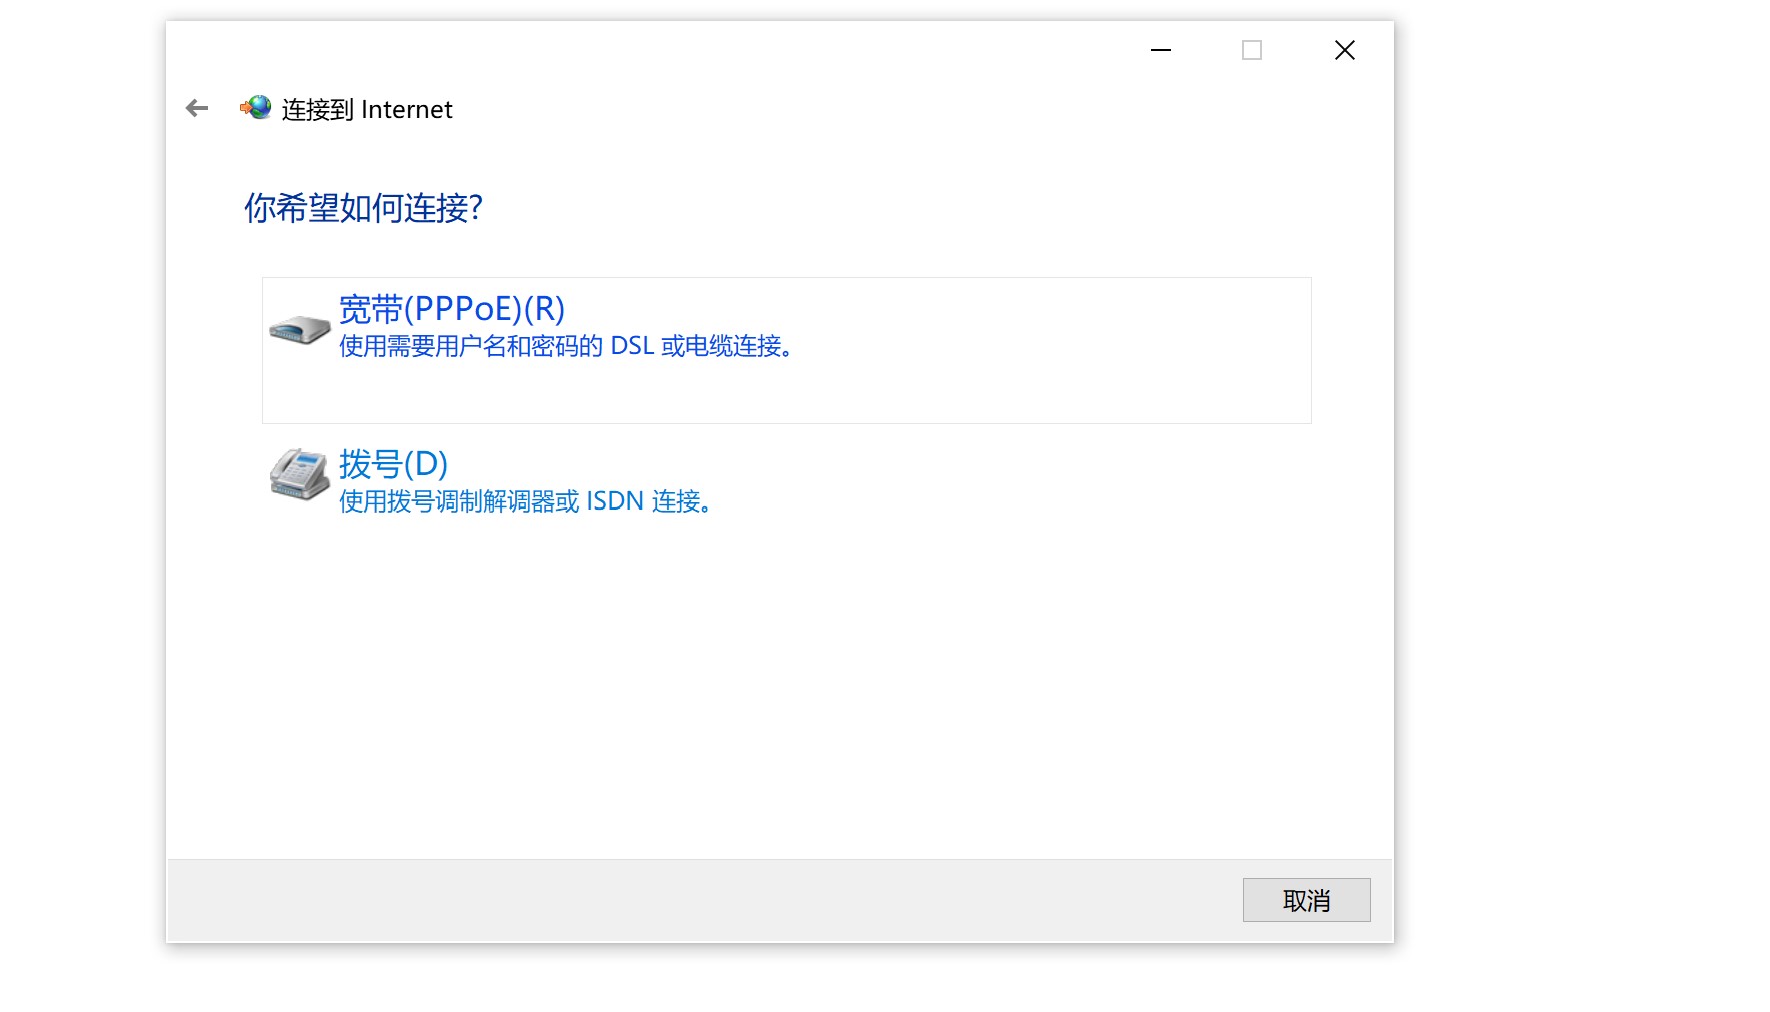 连接到 Internet
你希望如何连接?
宽带(PPPoE)(R)
使用需要用户名和密码的 DSL 或电缆连接。
拨号(D)
使用拨号调制解调器或 ISDN 连接。
取消